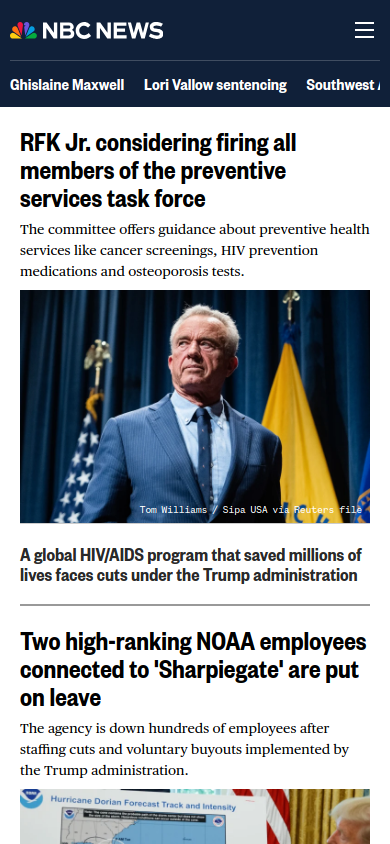 NBC NEWS
Ghislaine Maxwell Lori Vallow sentencing Southwest
RFK Jr. considering firing all
members of the preventive
services task force
The committee offers guidance about preventive health
services like cancer screenings, HIV prevention
medications and osteoporosis tests.
Tom Williams / Sipa USA via Reuters file
A global HIV/AIDS program that saved millions of
lives faces cuts under the Trump administration
Two high-ranking NOAA employees
connected to 'Sharpiegate' are put
on leave
The agency is down hundreds of employees after
staffing cuts and voluntary buyouts implemented by
the Trump administration.
Hurricane Dorian Forecast Track and Intensity